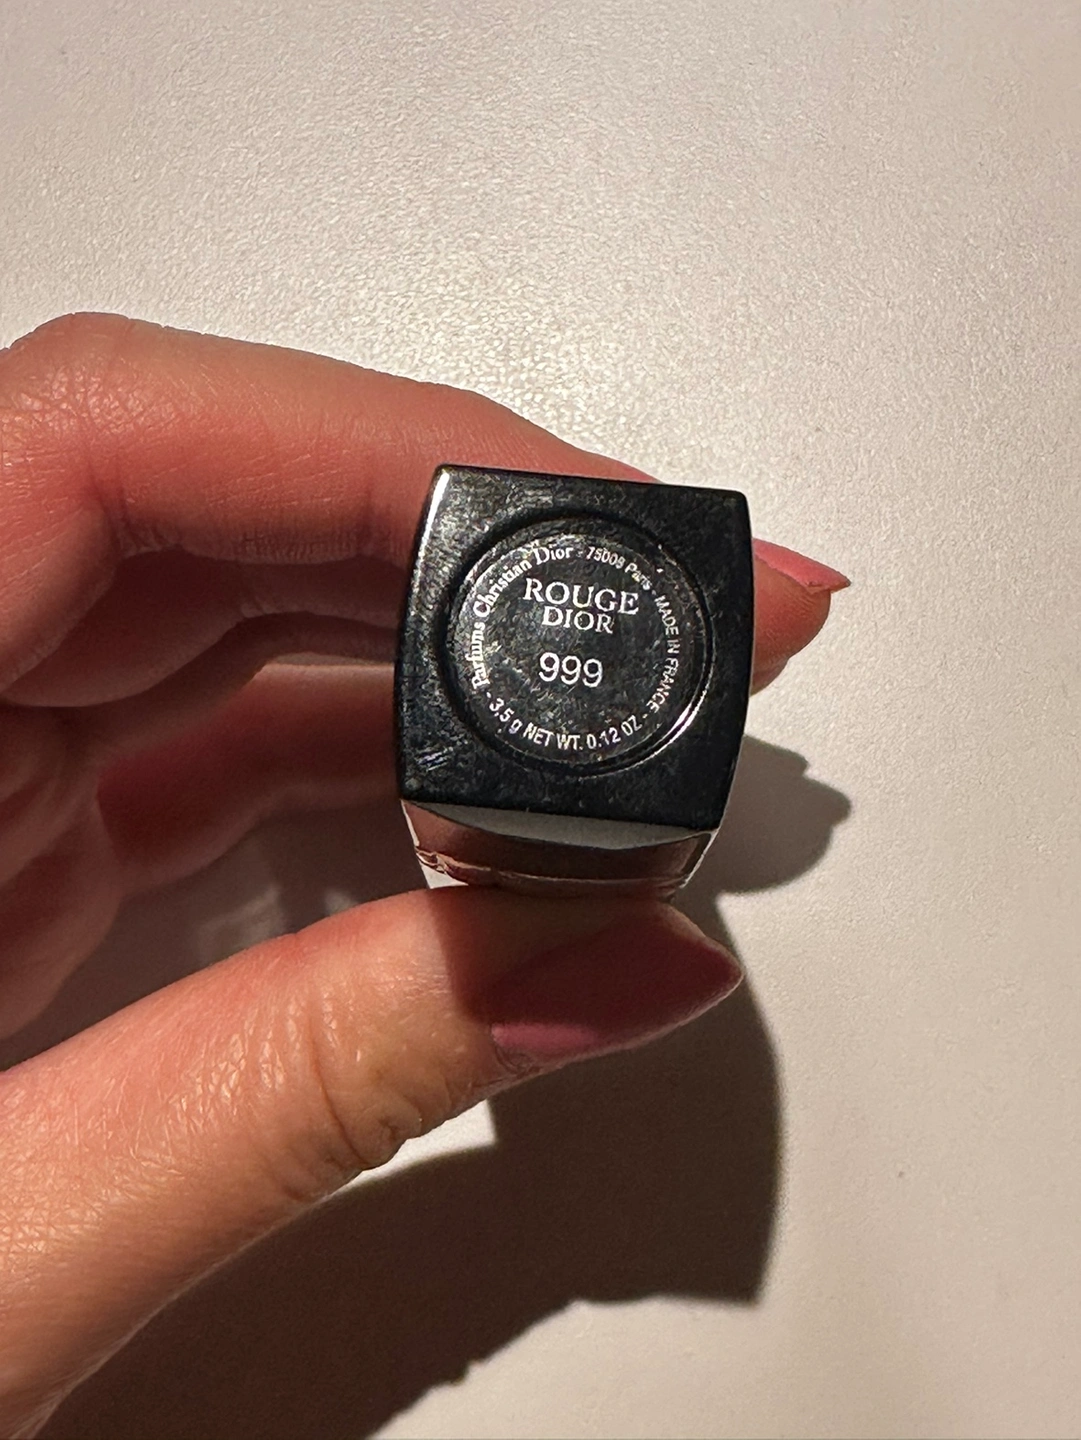 Parfums Christian Dior - 75008 Paris - MADE IN FRANCE - 3,5 g NET WT. 0.12 OZ -
ROUGE
DIOR
999